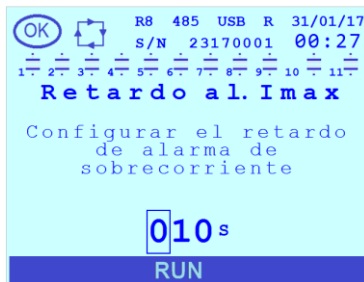 OK R8 485 USB R 31/01/17
S/N 23170001 00:27
1. 2. 3. 4. 5. 6. 7. 8. 9. 10 11.
Retardo al. Imax
Configurar el retardo
de alarma de
sobrecorriente
010 s
RUN